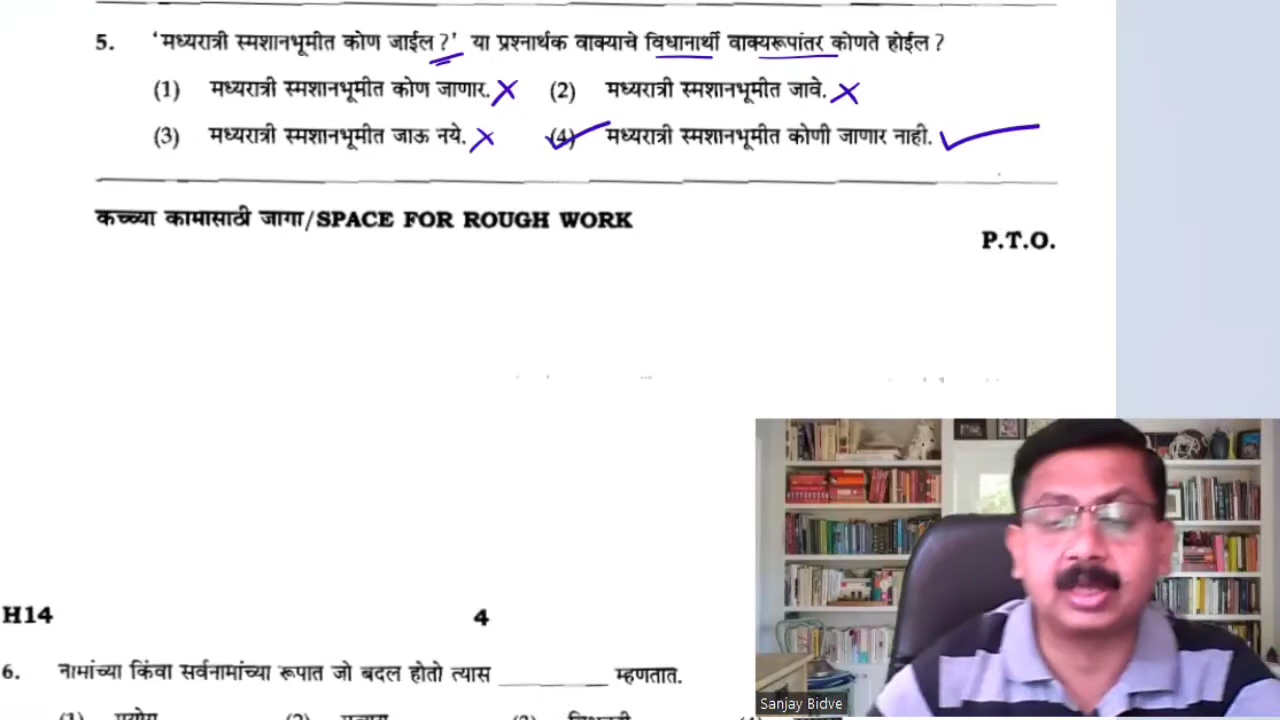 5. 'मध्यरात्री स्मशानभूमीत कोण जाईल ?' या प्रश्नार्थक वाक्याचे विधानार्थी वाक्यरूपांतर कोणते होईल ?
(1) मध्यरात्री स्मशानभूमीत कोण जाणार. (2) मध्यरात्री स्मशानभूमीत जावे.
(3) मध्यरात्री स्मशानभूमीत जाऊ नये. (4) मध्यरात्री स्मशानभूमीत कोणी जाणार नाही.
कच्च्या कामासाठी जागा/SPACE FOR ROUGH WORK
P.T.O.
H14 4
6. नामांच्या किंवा सर्वनामांच्या रूपात जो बदल होतो त्यास ________ म्हणतात.
Sanjay Bidve